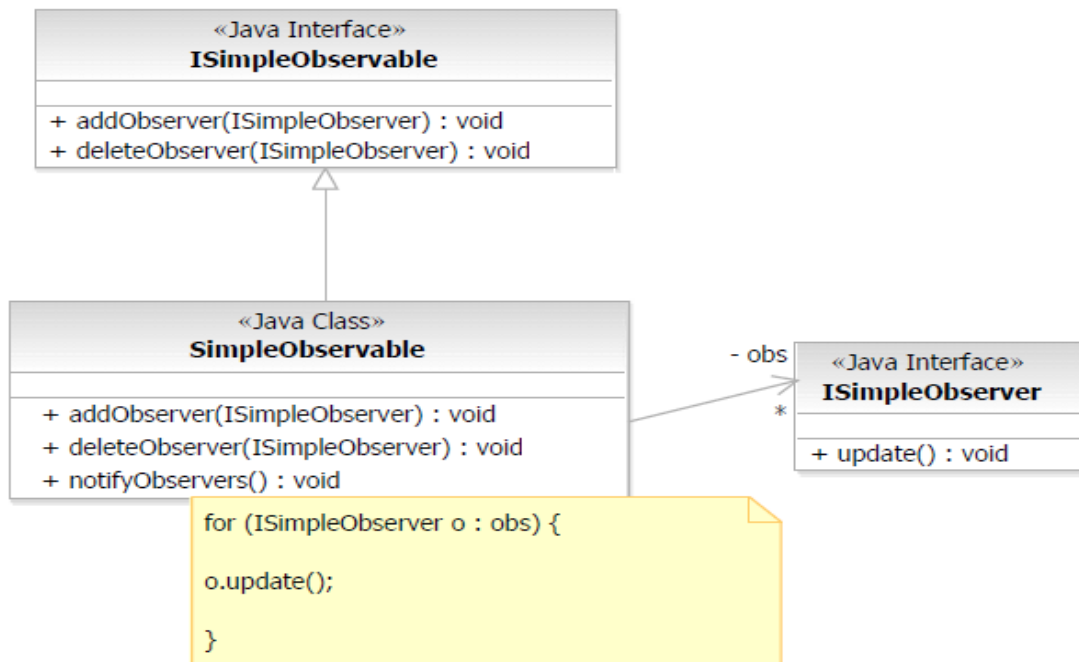 «Java Interface»
ISimpleObservable
+ addObserver(ISimpleObserver) : void
+ deleteObserver(ISimpleObserver) : void
«Java Class»
SimpleObservable
+ addObserver(ISimpleObserver) : void
+ deleteObserver(ISimpleObserver) : void
+ notifyObservers() : void
- obs
*
«Java Interface»
ISimpleObserver
+ update() : void
for (ISimpleObserver o : obs) {
o.update();
}